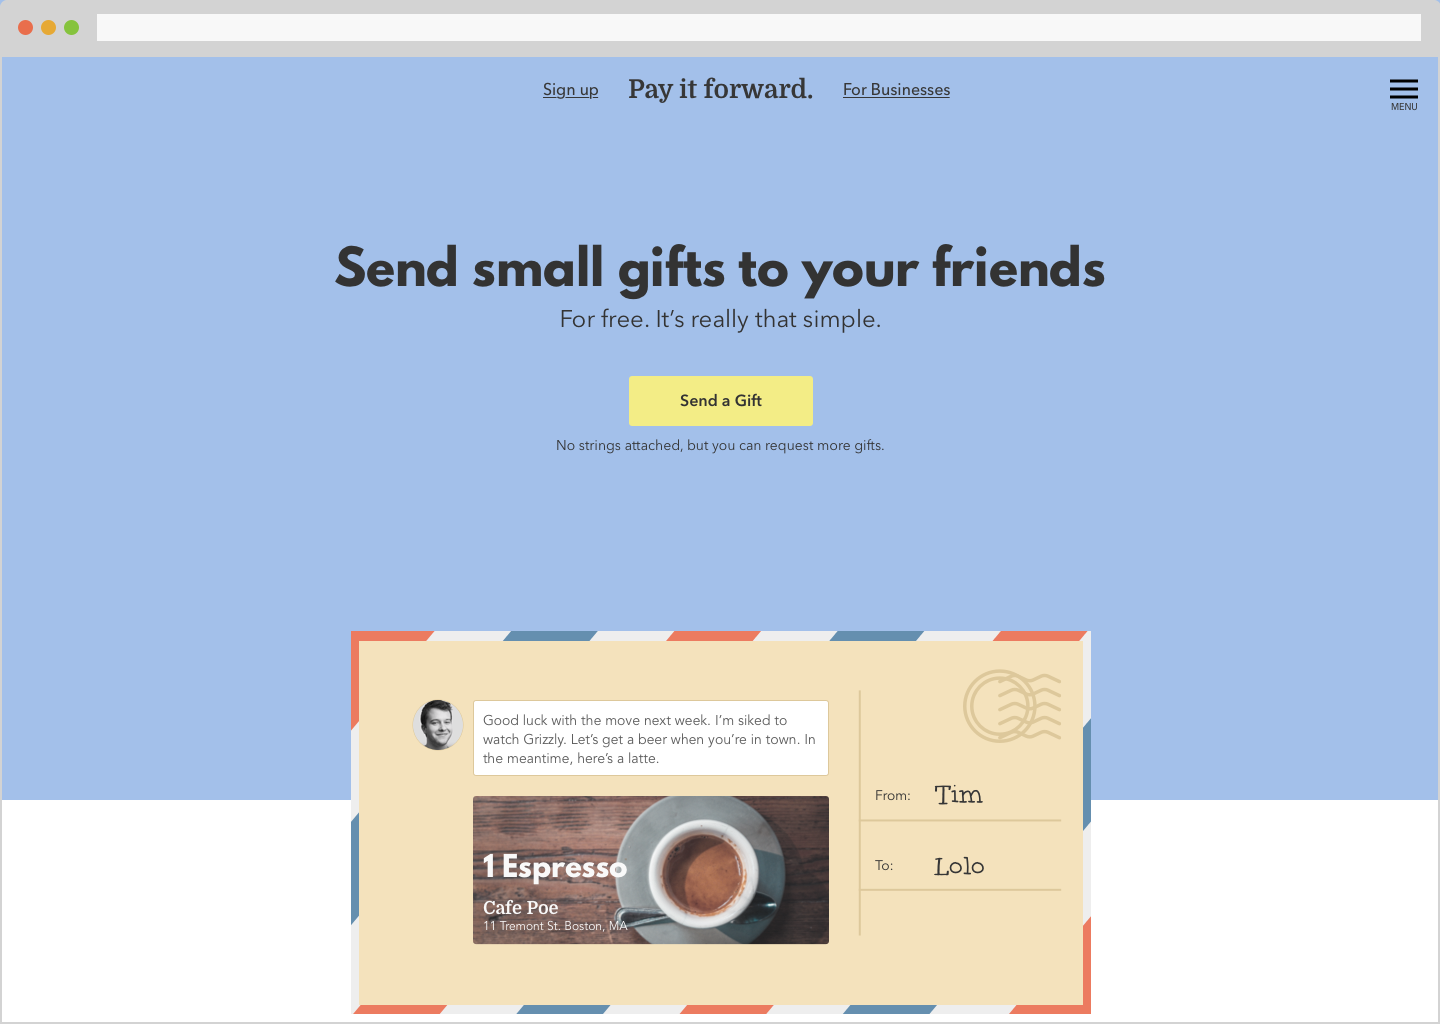 Sign up Pay it forward. For Businesses
MENU
Send small gifts to your friends
For free. It's really that simple.
Send a Gift
No strings attached, but you can request more gifts.
Good luck with the move next week. I'm siked to
watch Grizzly. Let's get a beer when you're in town. In
the meantime, here's a latte.
1 Espresso
Cafe Poe
11 Tremont St. Boston, MA
From: Tim
To: Lolo